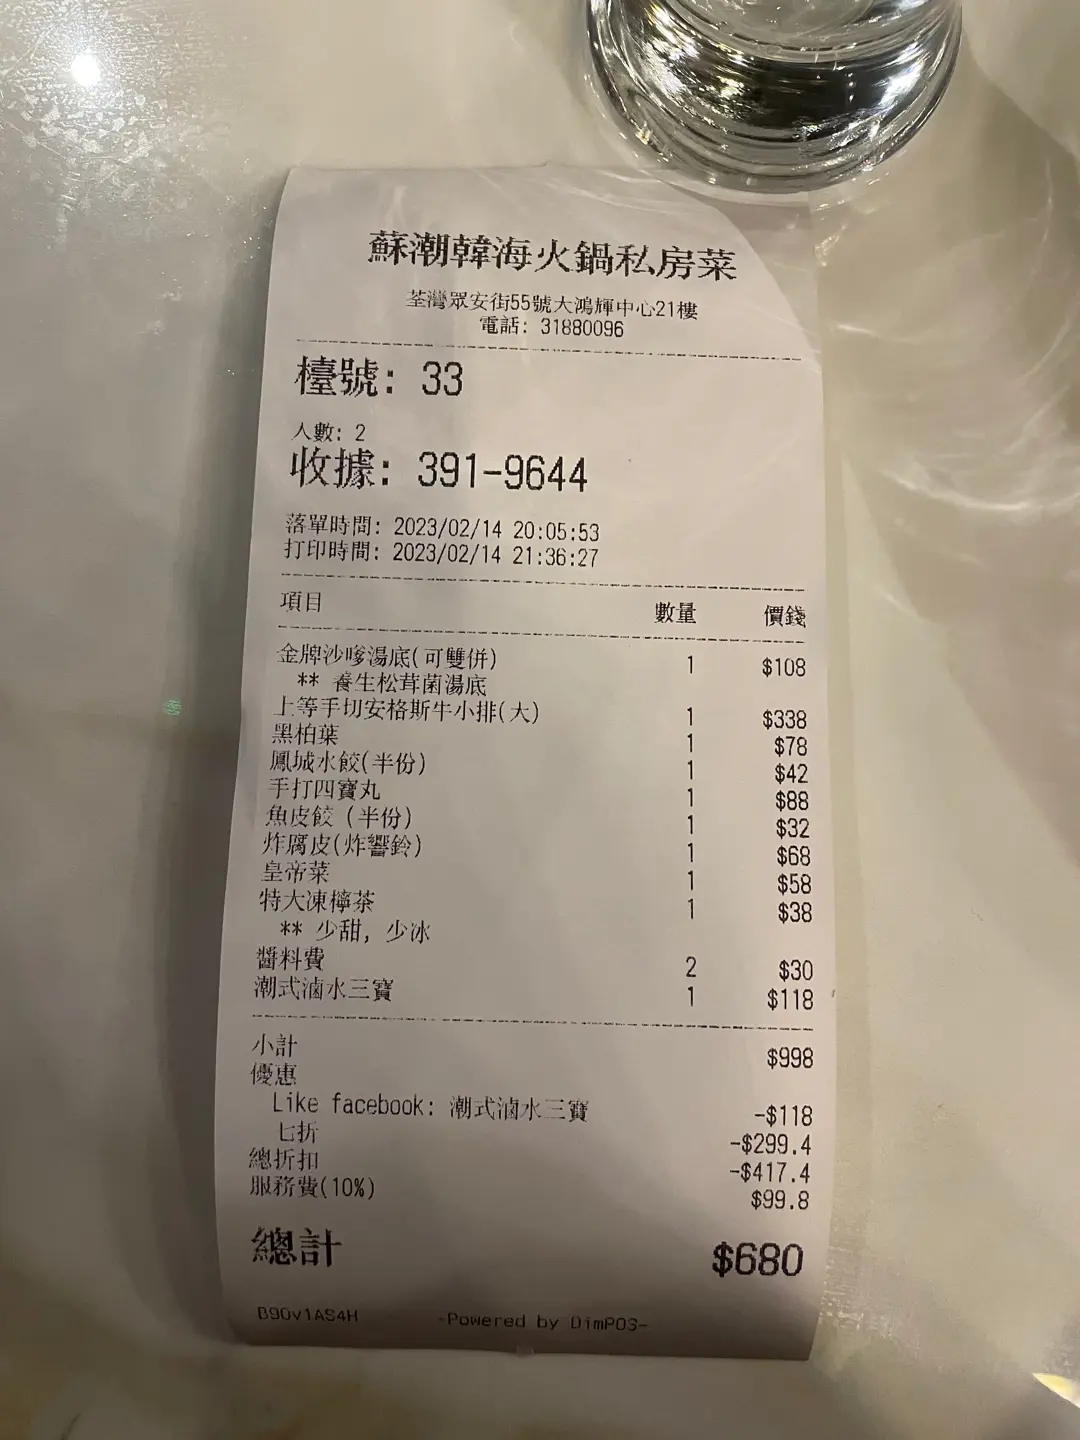 蘇潮韓海火鍋私房菜
荃灣眾安街55號大鴻輝中心21樓
電話: 31880096
檯號: 33
人數: 2
收據: 391-9644
落單時間: 2023/02/14 20:05:53
打印時間: 2023/02/14 21:36:27
項目 數量 價錢
金牌沙嗲湯底(可雙併) 1 $108
** 養生松茸菌湯底
上等手切安格斯牛小排(大) 1 $338
黑柏葉 1 $78
鳳城水餃(半份) 1 $42
手打四寶丸 1 $88
魚皮餃 (半份) 1 $32
炸腐皮(炸響鈴) 1 $68
皇帝菜 1 $58
特大凍檸茶 1 $38
** 少甜, 少冰
醬料費 2 $30
潮式滷水三寶 1 $118
小計 $998
優惠
Like facebook: 潮式滷水三寶 -$118
七折 -$299.4
總折扣 -$417.4
服務費(10%) $99.8
總計 $680
B90v1AS4H -Powered by DimPOS-